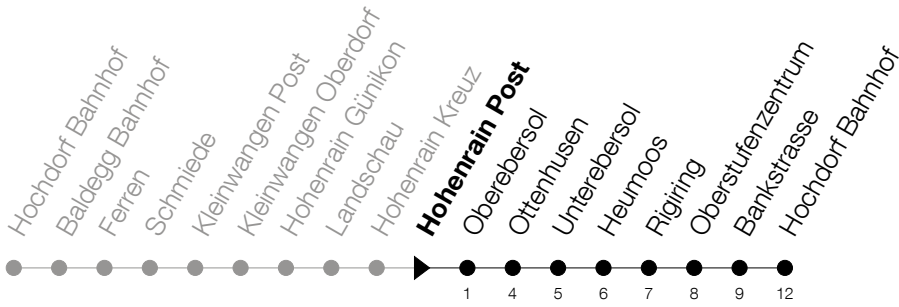 Hochdorf Bahnhof
Baldegg Bahnhof
Ferren
Schmiede
Kleinwangen Post
Kleinwangen Oberdorf
Hohenrain Günikon
Landschau
Hohenrain Kreuz
Hohenrain Post
Oberebersol
Ottenhusen
Unterebersol
Heumoos
Rigiring
Oberstufenzentrum
Bankstrasse
Hochdorf Bahnhof
1 4 5 6 7 8 9 12